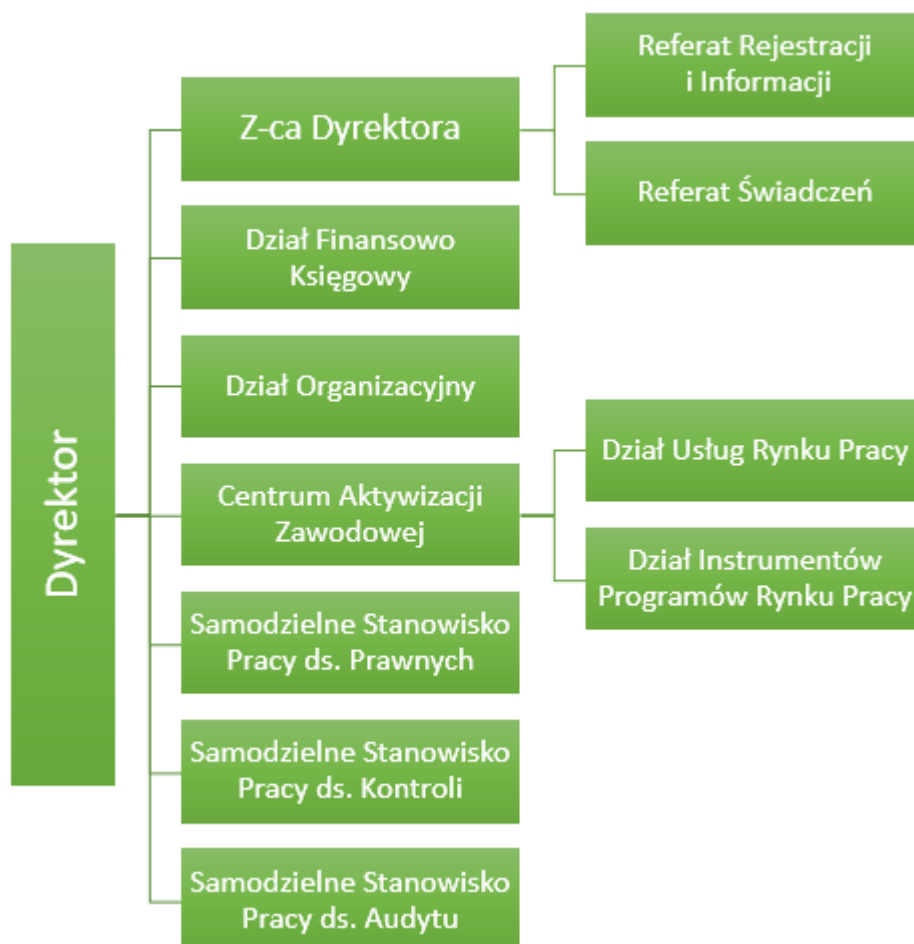 Dyrektor
Z-ca Dyrektora
Referat Rejestracji
i Informacji
Referat Świadczeń
Dział Finansowo
Księgowy
Dział Organizacyjny
Centrum Aktywizacji
Zawodowej
Dział Usług Rynku Pracy
Dział Instrumentów
Programów Rynku Pracy
Samodzielne Stanowisko
Pracy ds. Prawnych
Samodzielne Stanowisko
Pracy ds. Kontroli
Samodzielne Stanowisko
Pracy ds. Audytu